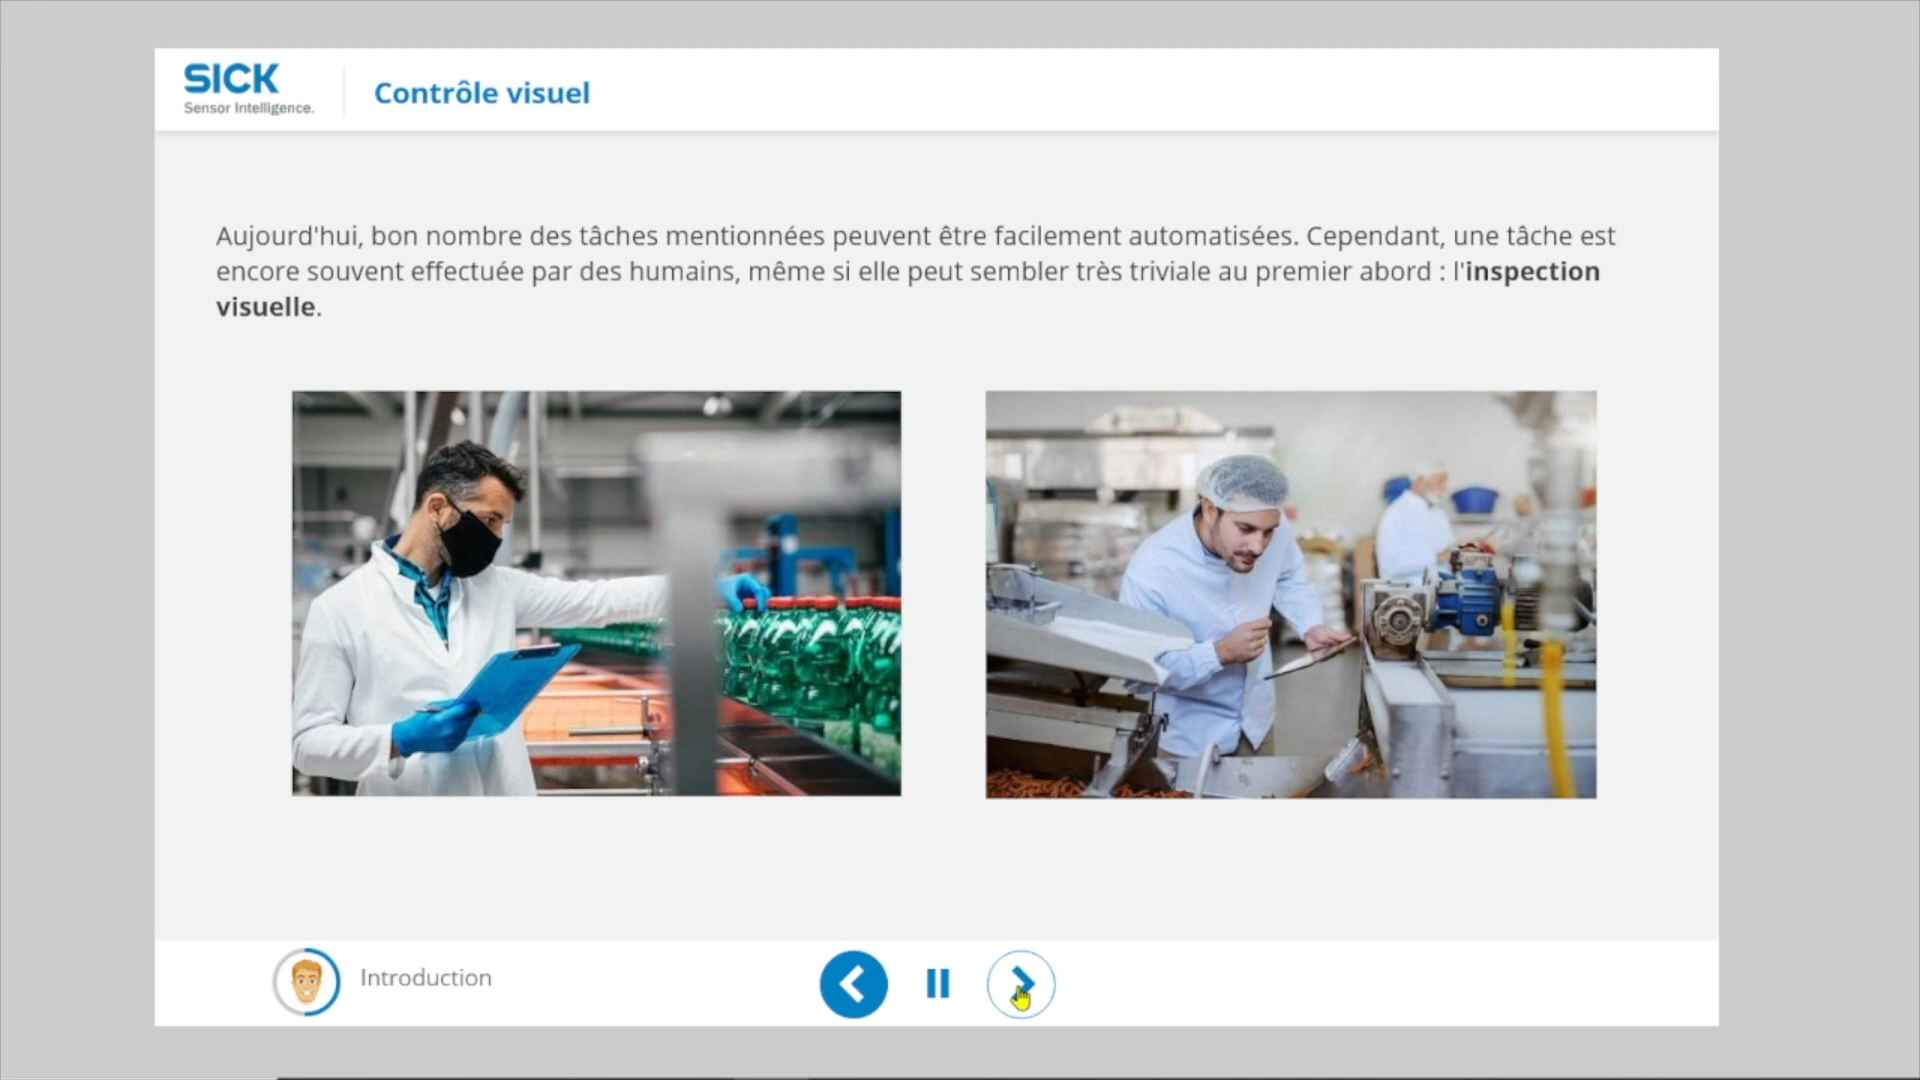 SICK
Sensor Intelligence.
Contrôle visuel
Aujourd'hui, bon nombre des tâches mentionnées peuvent être facilement automatisées. Cependant, une tâche est
encore souvent effectuée par des humains, même si elle peut sembler très triviale au premier abord : l'inspection
visuelle.
Introduction